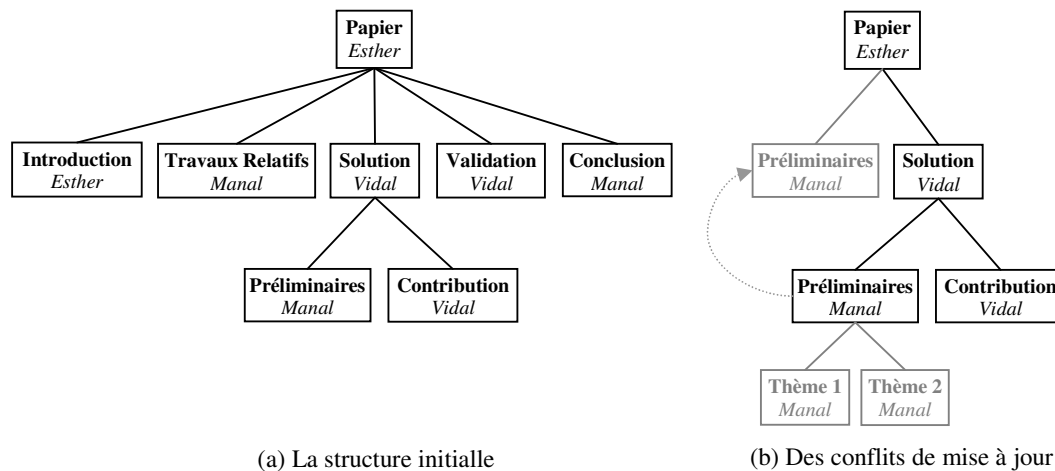 Papier
Esther
Introduction
Esther
Travaux Relatifs
Manal
Solution
Vidal
Validation
Vidal
Conclusion
Manal
Préliminaires
Manal
Contribution
Vidal
(a) La structure initialle
Papier
Esther
Préliminaires
Manal
Solution
Vidal
Préliminaires
Manal
Contribution
Vidal
Thème 1
Manal
Thème 2
Manal
(b) Des conflits de mise à jour